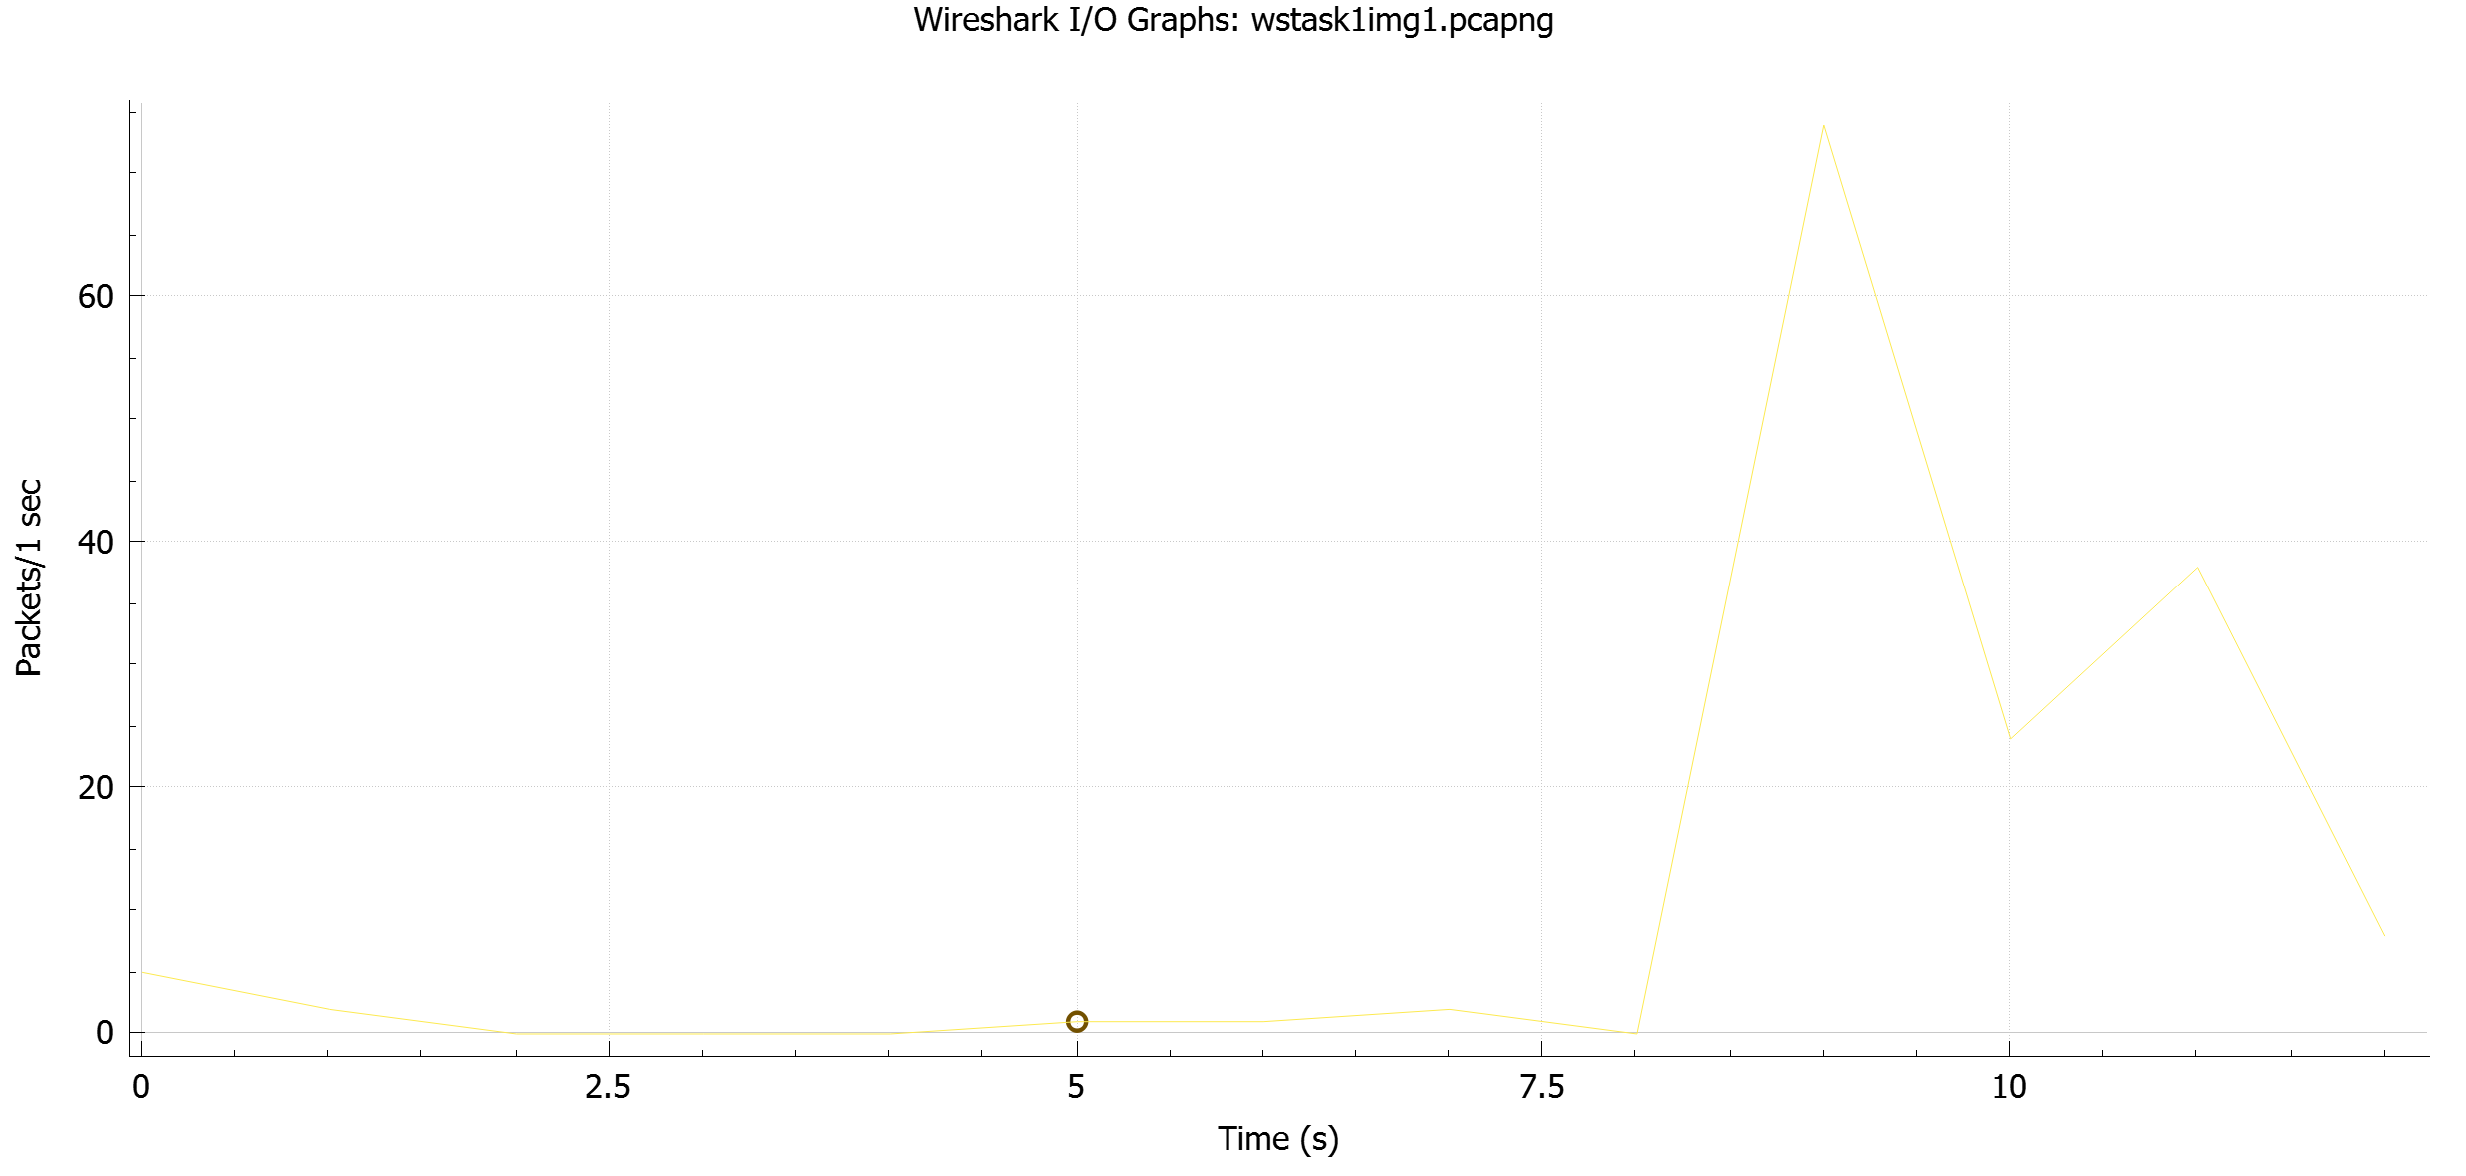 Wireshark I/O Graphs: wstask1img1.pcapng
60
40
20
0
Packets/1 sec
0 2.5 5 7.5 10
Time (s)